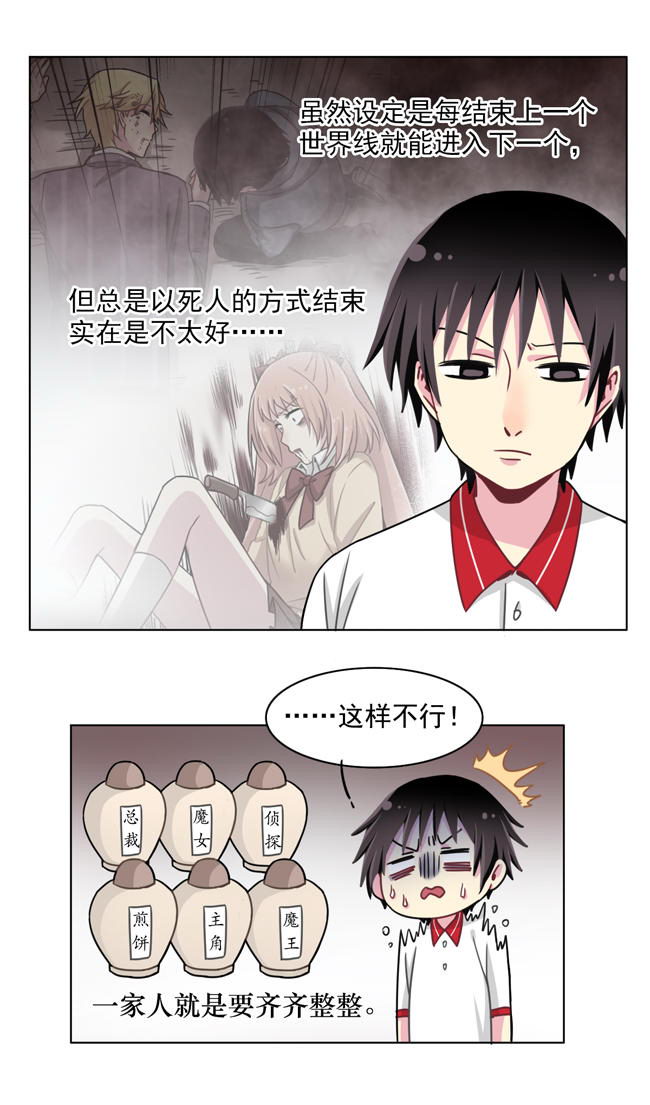 虽然设定是每结束上一个
世界线就能进入下一个，
但总是以死人的方式结束
实在是不太好……
……这样不行！
总裁
魔女
侦探
煎饼
主角
魔王
一家人就是要齐齐整整。